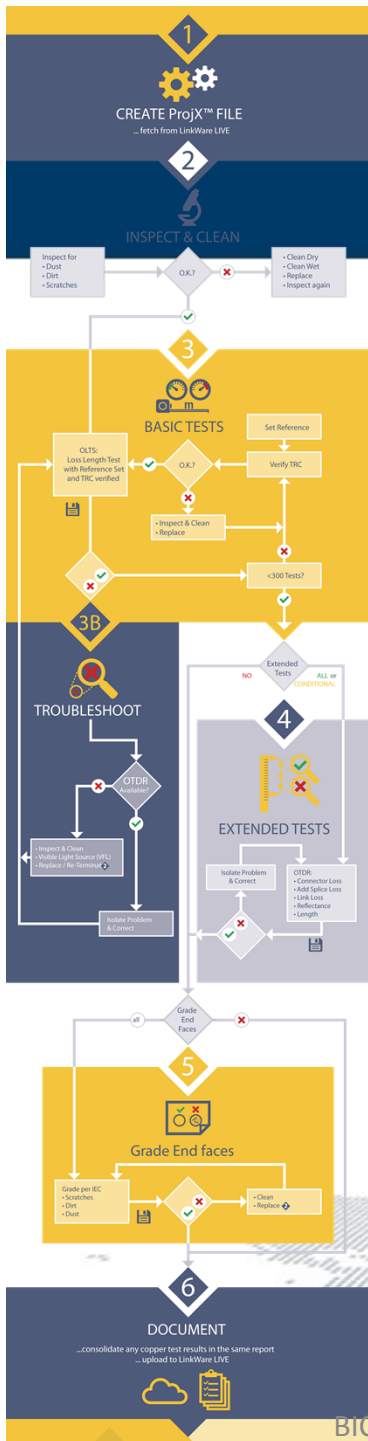 1
CREATE ProjX™ FILE
... fetch from LinkWare LIVE
2
INSPECT & CLEAN
Inspect for
• Dust
• Dirt
• Scratches
O.K.?
• Clean Dry
• Clean Wet
• Replace
• Inspect again
3
m
BASIC TESTS
Set Reference
OLTS:
Loss Length Test
with Reference Set
and TRC verified
O.K.?
Verify TRC
• Inspect & Clean
• Replace
<300 Tests?
3B
TROUBLESHOOT
Extended
Tests
NO
ALL or
CONDITIONAL
4
EXTENDED TESTS
OTDR
Available?
• Inspect & Clean
• Visible Light Source (VFL)
• Replace / Re-Terminate
2
Isolate Problem
& Correct
Isolate Problem
& Correct
OTDR:
• Connector Loss
• Add Splice Loss
• Link Loss
• Reflectance
• Length
Grade
End
Faces
all
5
Grade End faces
Grade per IEC
• Scratches
• Dirt
• Dust
• Clean
• Replace 2
6
DOCUMENT
...consolidate any copper test results in the same report
... upload to LinkWare LIVE
BIC